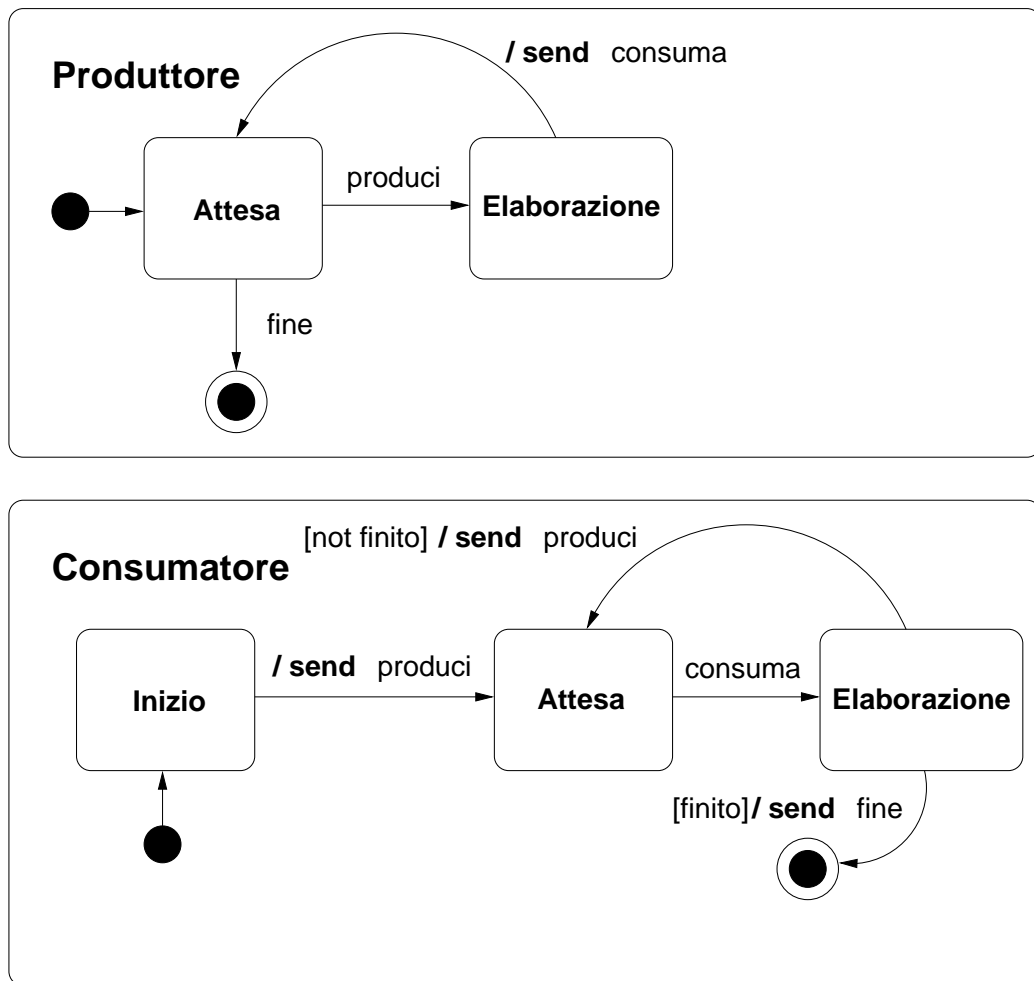 / send consuma
Produttore
produci
Attesa
Elaborazione
fine
[not finito] / send produci
Consumatore
/ send produci
consuma
Inizio
Attesa
Elaborazione
[finito]/ send fine